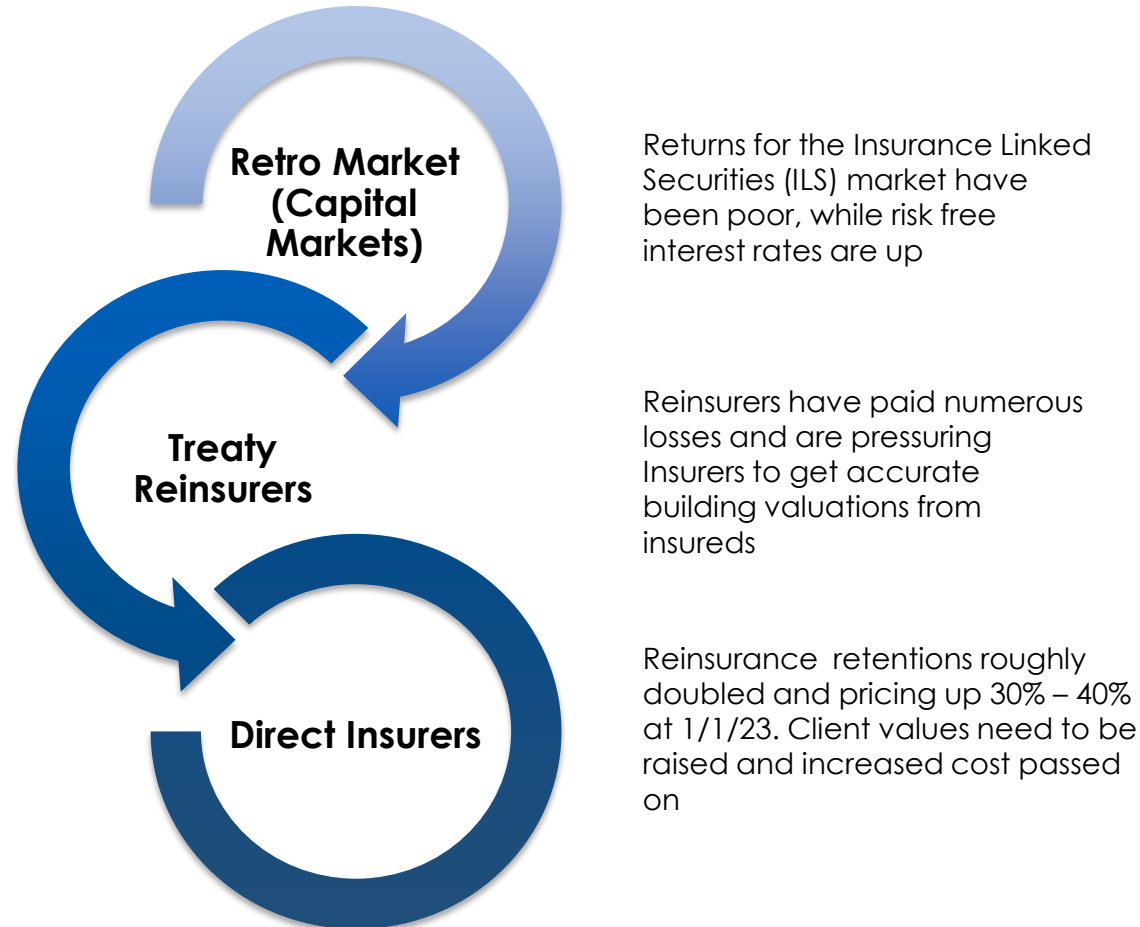 Retro Market
(Capital
Markets)
Returns for the Insurance Linked
Securities (ILS) market have
been poor, while risk free
interest rates are up
Treaty
Reinsurers
Reinsurers have paid numerous
losses and are pressuring
Insurers to get accurate
building valuations from
insureds
Direct Insurers
Reinsurance  retentions roughly
doubled and pricing up 30% – 40%
at 1/1/23. Client values need to be
raised and increased cost passed
on